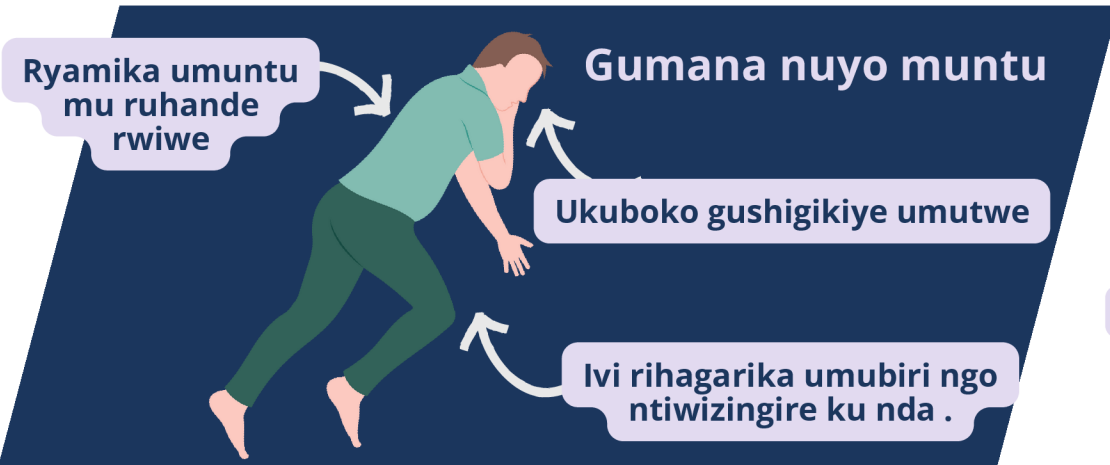 Ryamika umuntu
mu ruhande
rwiwe
Gumana nuyo muntu
Ukuboko gushigikiye umutwe
Ivi rihagarika umubiri ngo
ntiwizingire ku nda .